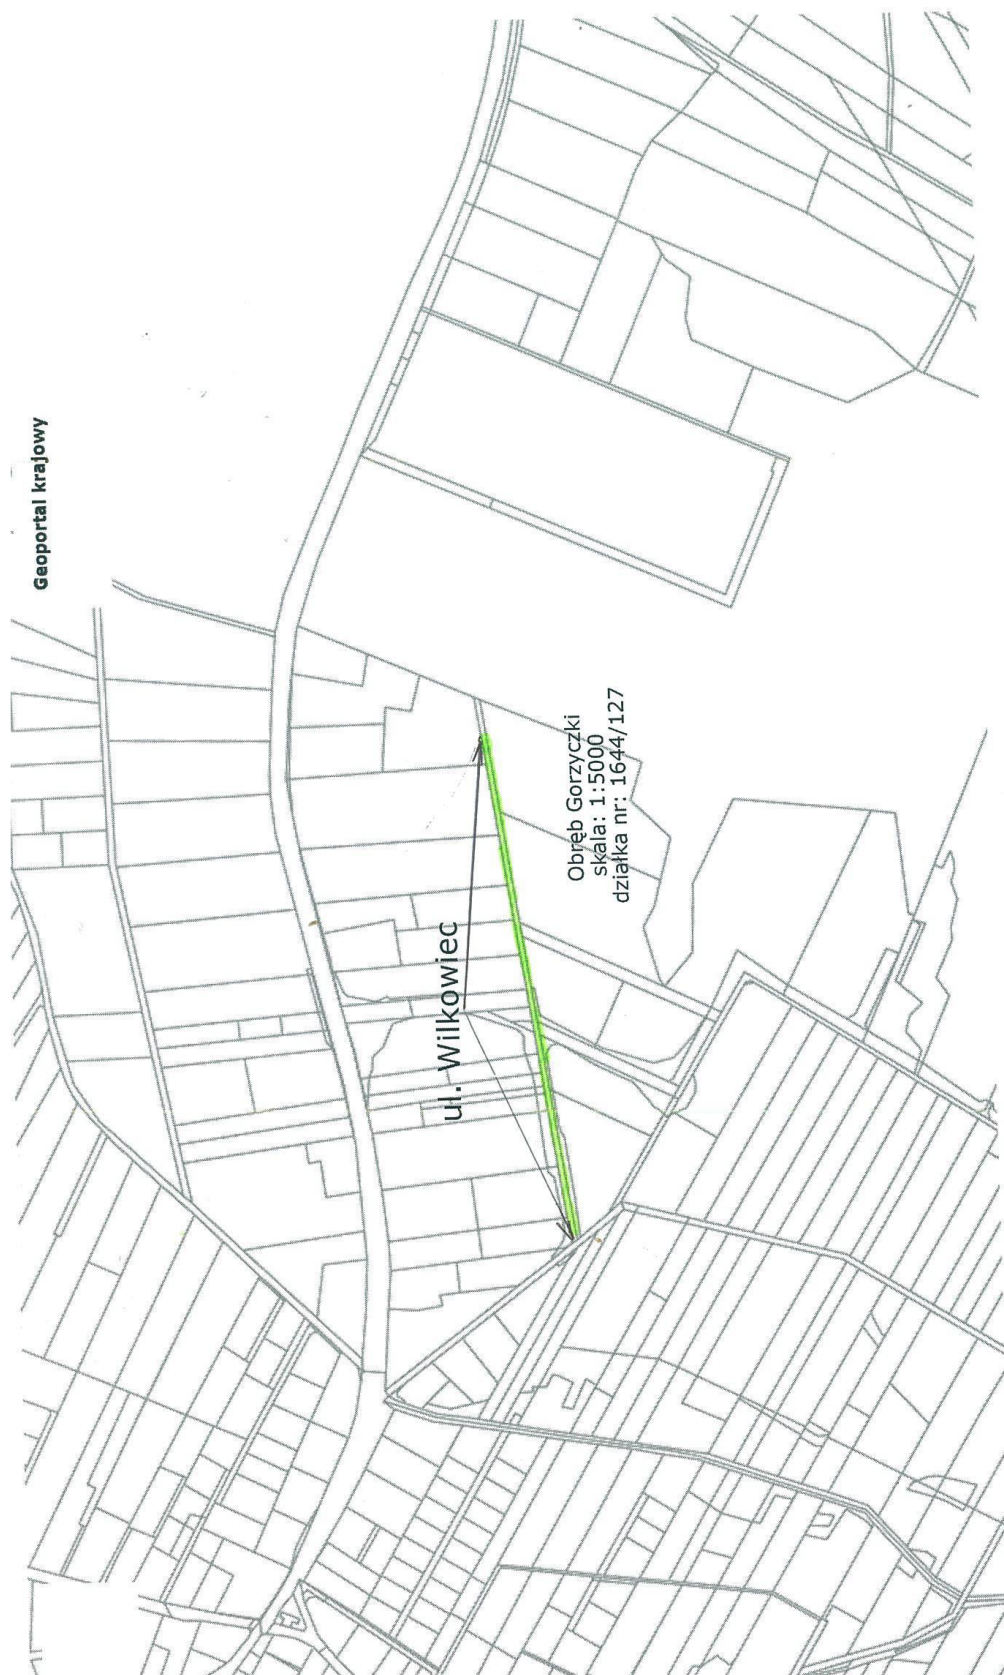 Geoportal krajowy
ul. Wilkowiec
Obręb Gorzyczki
skala: 1:5000
działka nr: 1644/127